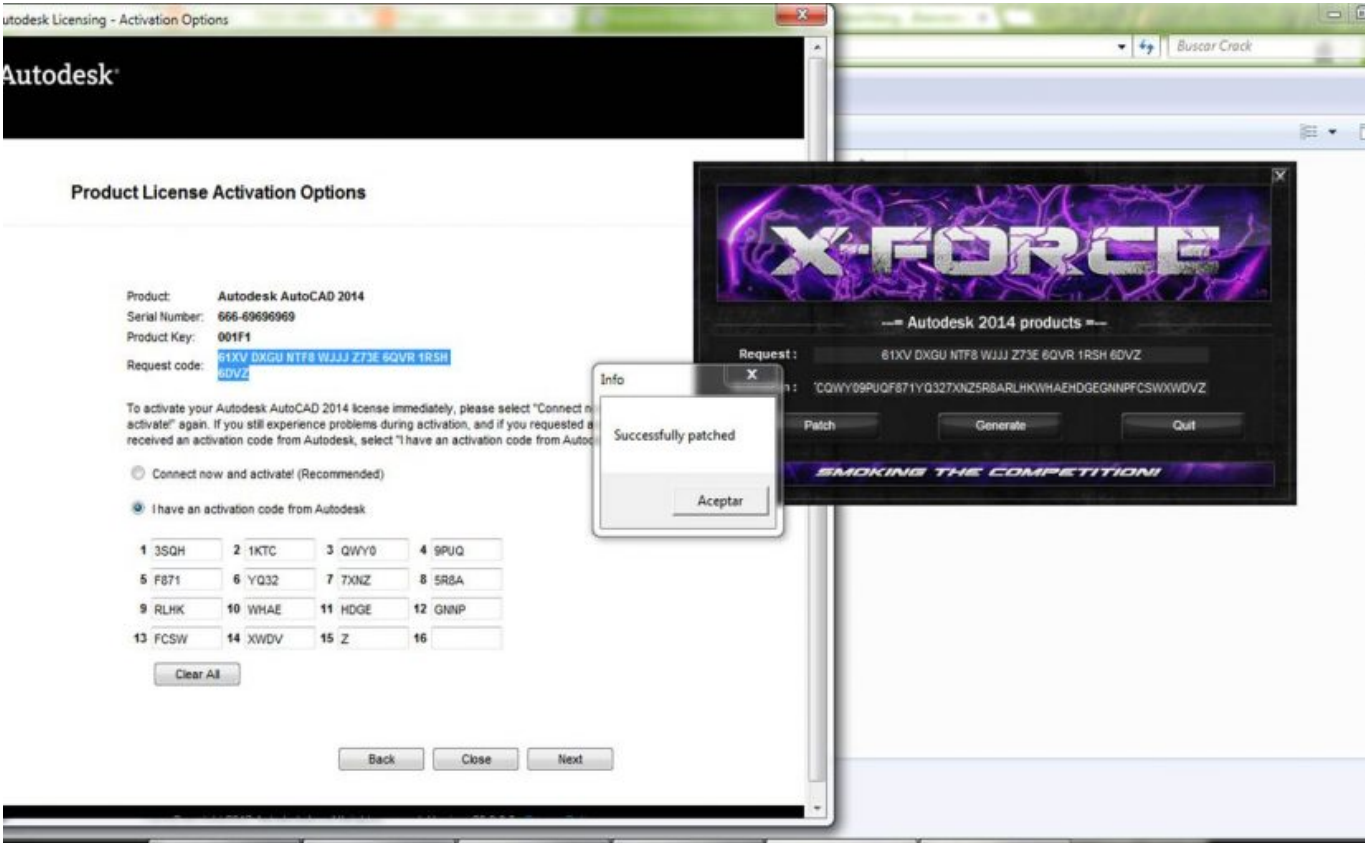 utodesk Licensing - Activation Options
Buscar Crack
Autodesk
Product License Activation Options
Product: Autodesk AutoCAD 2014
Serial Number: 666-69696969
Product Key: 001F1
Request code: 61XV DXGU NTF8 WJJJ Z73E 6QVR 1RSH
6DVZ
To activate your Autodesk AutoCAD 2014 license immediately, please select "Connect n
activate!" again. If you still experience problems during activation, and if you requested a
received an activation code from Autodesk, select "I have an activation code from Autod
Connect now and activate! (Recommended)
I have an activation code from Autodesk
1 3SQH 2 1KTC 3 QWY0 4 9PUQ
5 F871 6 YQ32 7 7XNZ 8 5R8A
9 RLHK 10 WHAE 11 HDGE 12 GNNP
13 FCSW 14 XWDV 15 Z 16
Clear All
Back Close Next
Info
Successfully patched
Aceptar
X-FORCE
---= Autodesk 2014 products =---
Request : 61XV DXGU NTF8 WJJJ Z73E 6QVR 1RSH 6DVZ
CQWY09PUQF871YQ327XNZ5R8ARLHKWHAEHDGEGNNPFCSWXWDVZ
Patch Generate Quit
SMOKING THE COMPETITION!